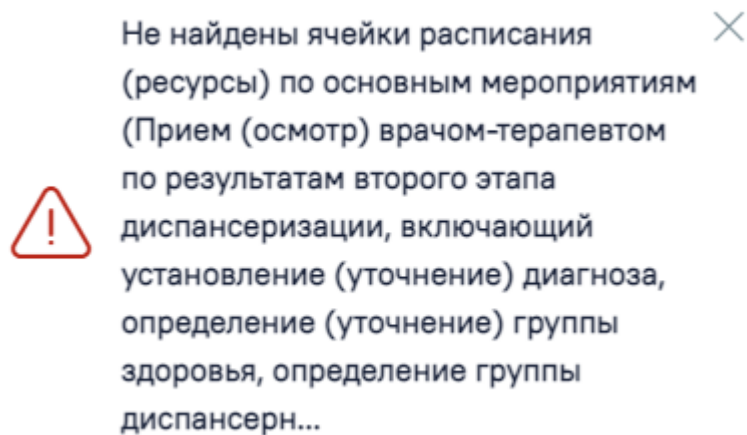 Не найдены ячейки расписания
(ресурсы) по основным мероприятиям
(Прием (осмотр) врачом-терапевтом
по результатам второго этапа
диспансеризации, включающий
установление (уточнение) диагноза,
определение (уточнение) группы
здоровья, определение группы
диспансерн...